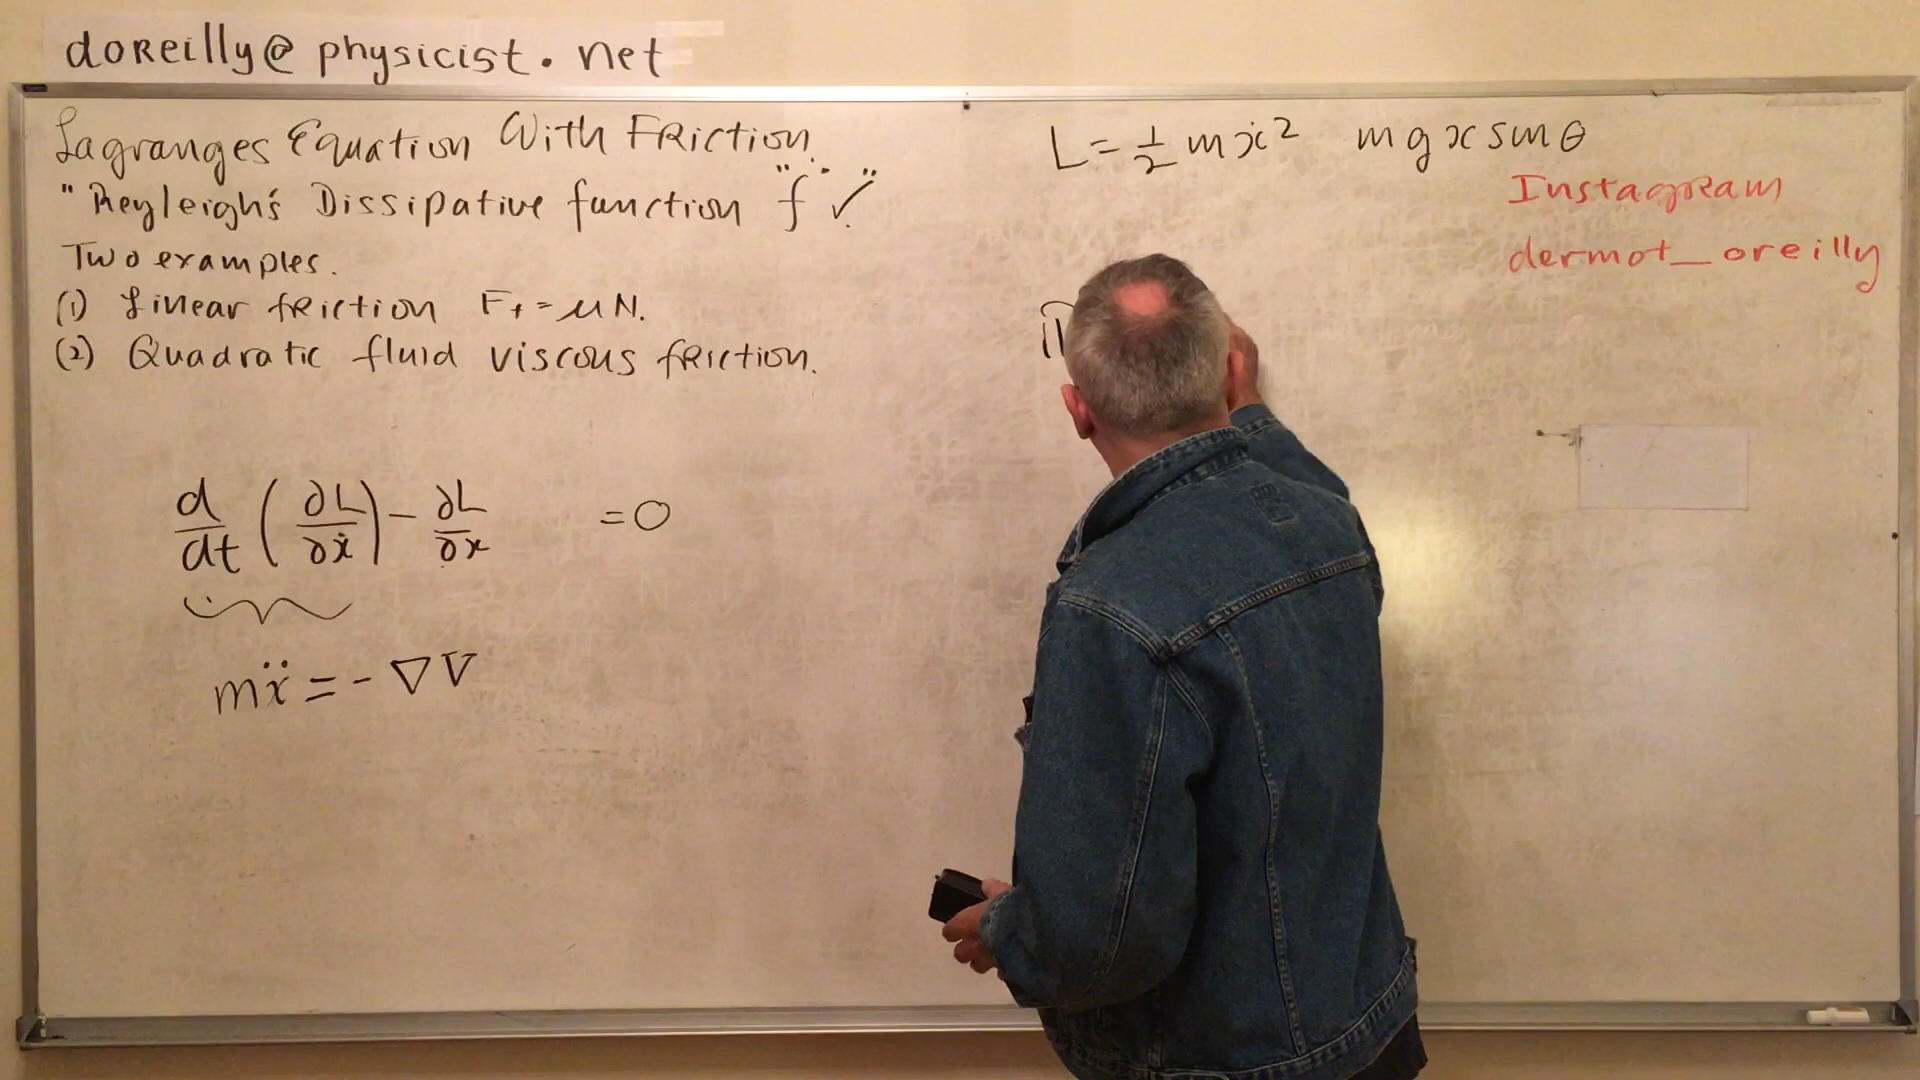 doreilly@physicist.net
Lagranges Equation With Friction.
"Reyleigh's Dissipative function "f".
Two examples.
(1) Linear friction F_f = μN.
(2) Quadratic fluid viscous friction.
d/dt (∂L/∂ẋ) - ∂L/∂x = 0
mẍ = - ∇V
L = 1/2 mẋ² mgx sin θ
Instagram
dermot_oreilly